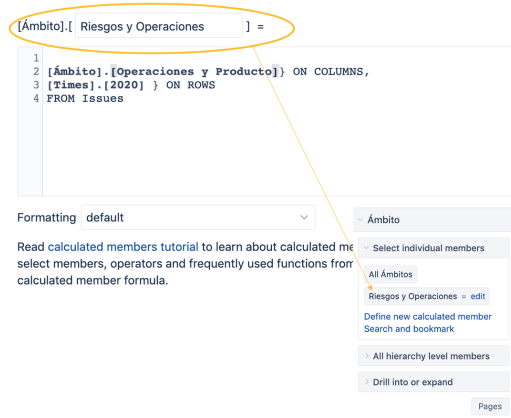 [Ámbito].[ Riesgos y Operaciones ] =
1
2 [Ámbito].[Operaciones y Producto]} ON COLUMNS,
3 [Times].[2020] } ON ROWS
4 FROM Issues
Formatting default
Ámbito
Read calculated members tutorial to learn about calculated me
Select individual members
select members, operators and frequently used functions from
calculated member formula.
All Ámbitos
Riesgos y Operaciones = edit
Define new calculated member
Search and bookmark
All hierarchy level members
Drill into or expand
Pages